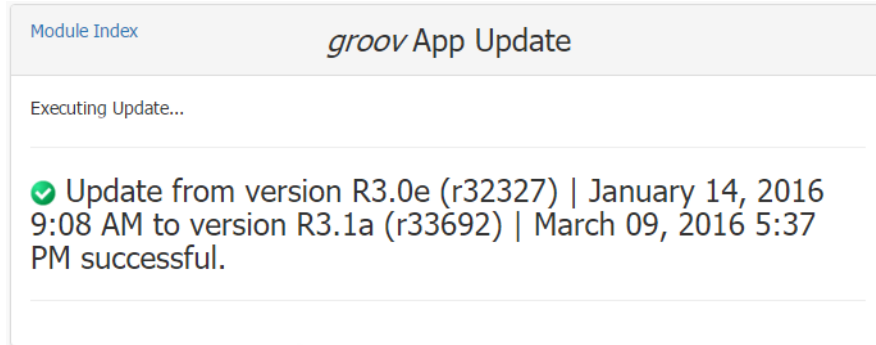 Module Index
groov App Update
Executing Update...
Update from version R3.0e (r32327) | January 14, 2016
9:08 AM to version R3.1a (r33692) | March 09, 2016 5:37
PM successful.